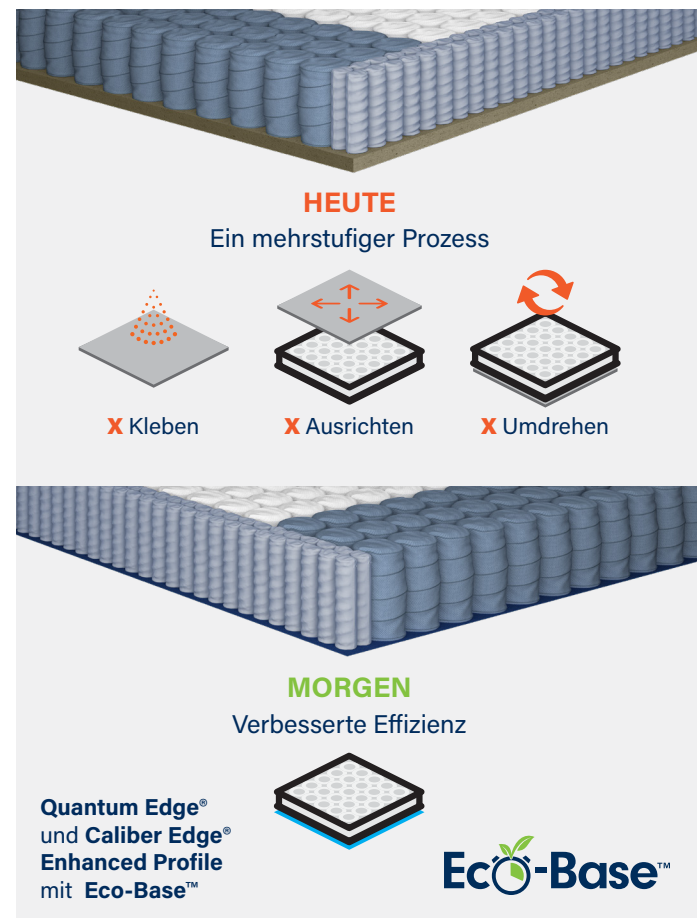 HEUTE
Ein mehrstufiger Prozess
X Kleben
X Ausrichten
X Umdrehen
MORGEN
Verbesserte Effizienz
Quantum Edge®
und Caliber Edge®
Enhanced Profile
mit Eco-Base™
Eco-Base™